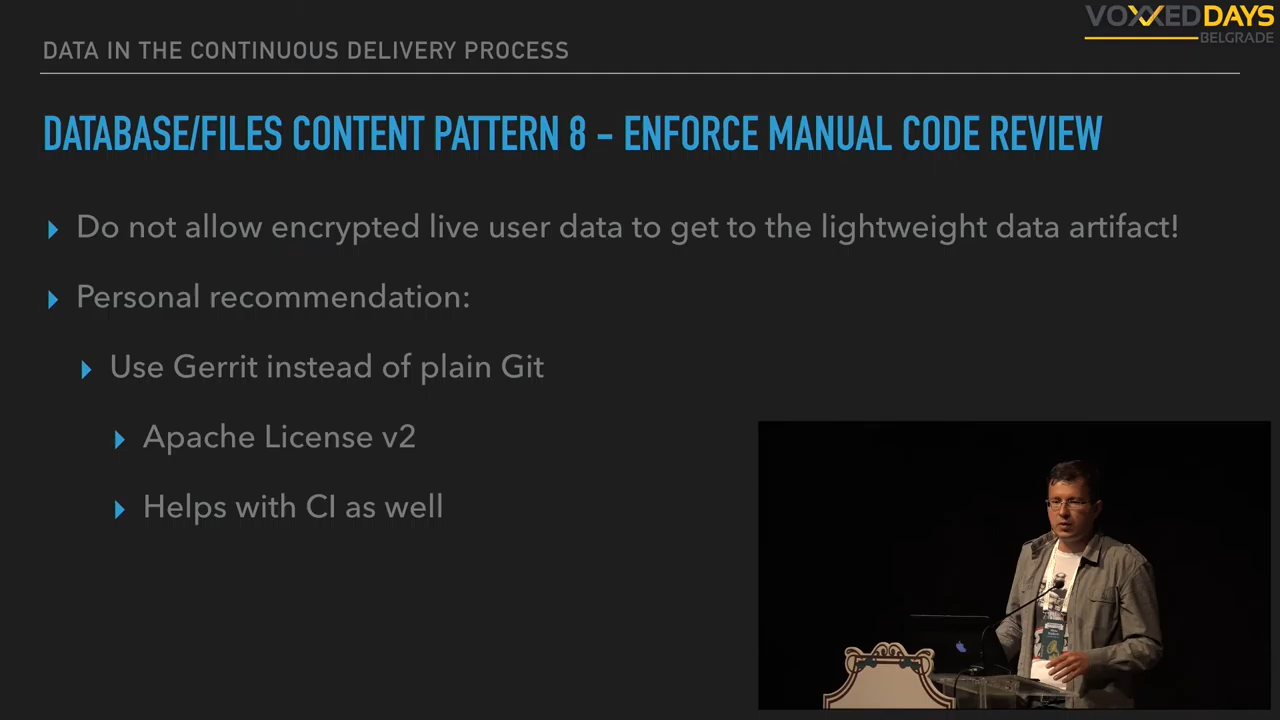 VOXXED DAYS
BELGRADE
DATA IN THE CONTINUOUS DELIVERY PROCESS
DATABASE/FILES CONTENT PATTERN 8 - ENFORCE MANUAL CODE REVIEW
Do not allow encrypted live user data to get to the lightweight data artifact!
Personal recommendation:
Use Gerrit instead of plain Git
Apache License v2
Helps with CI as well